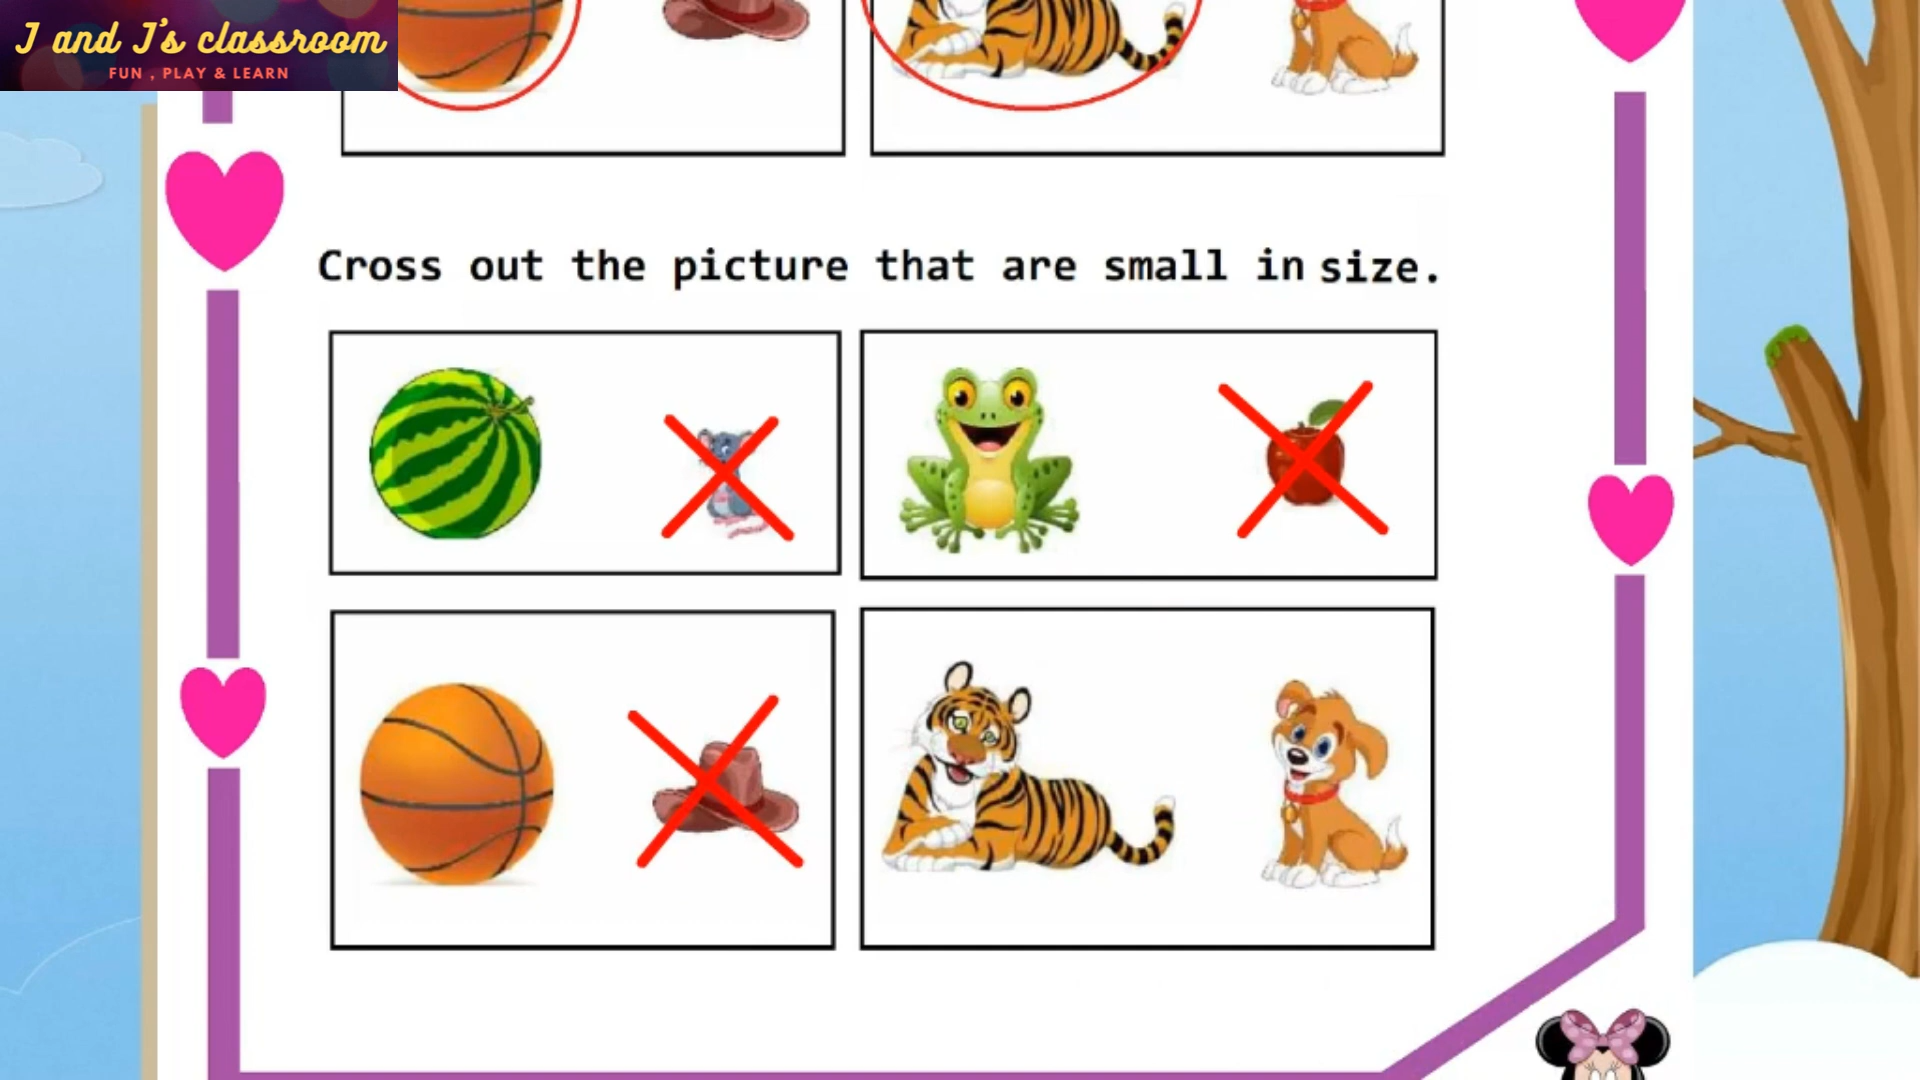 J and J's classroom
FUN , PLAY & LEARN
Cross out the picture that are small in size.